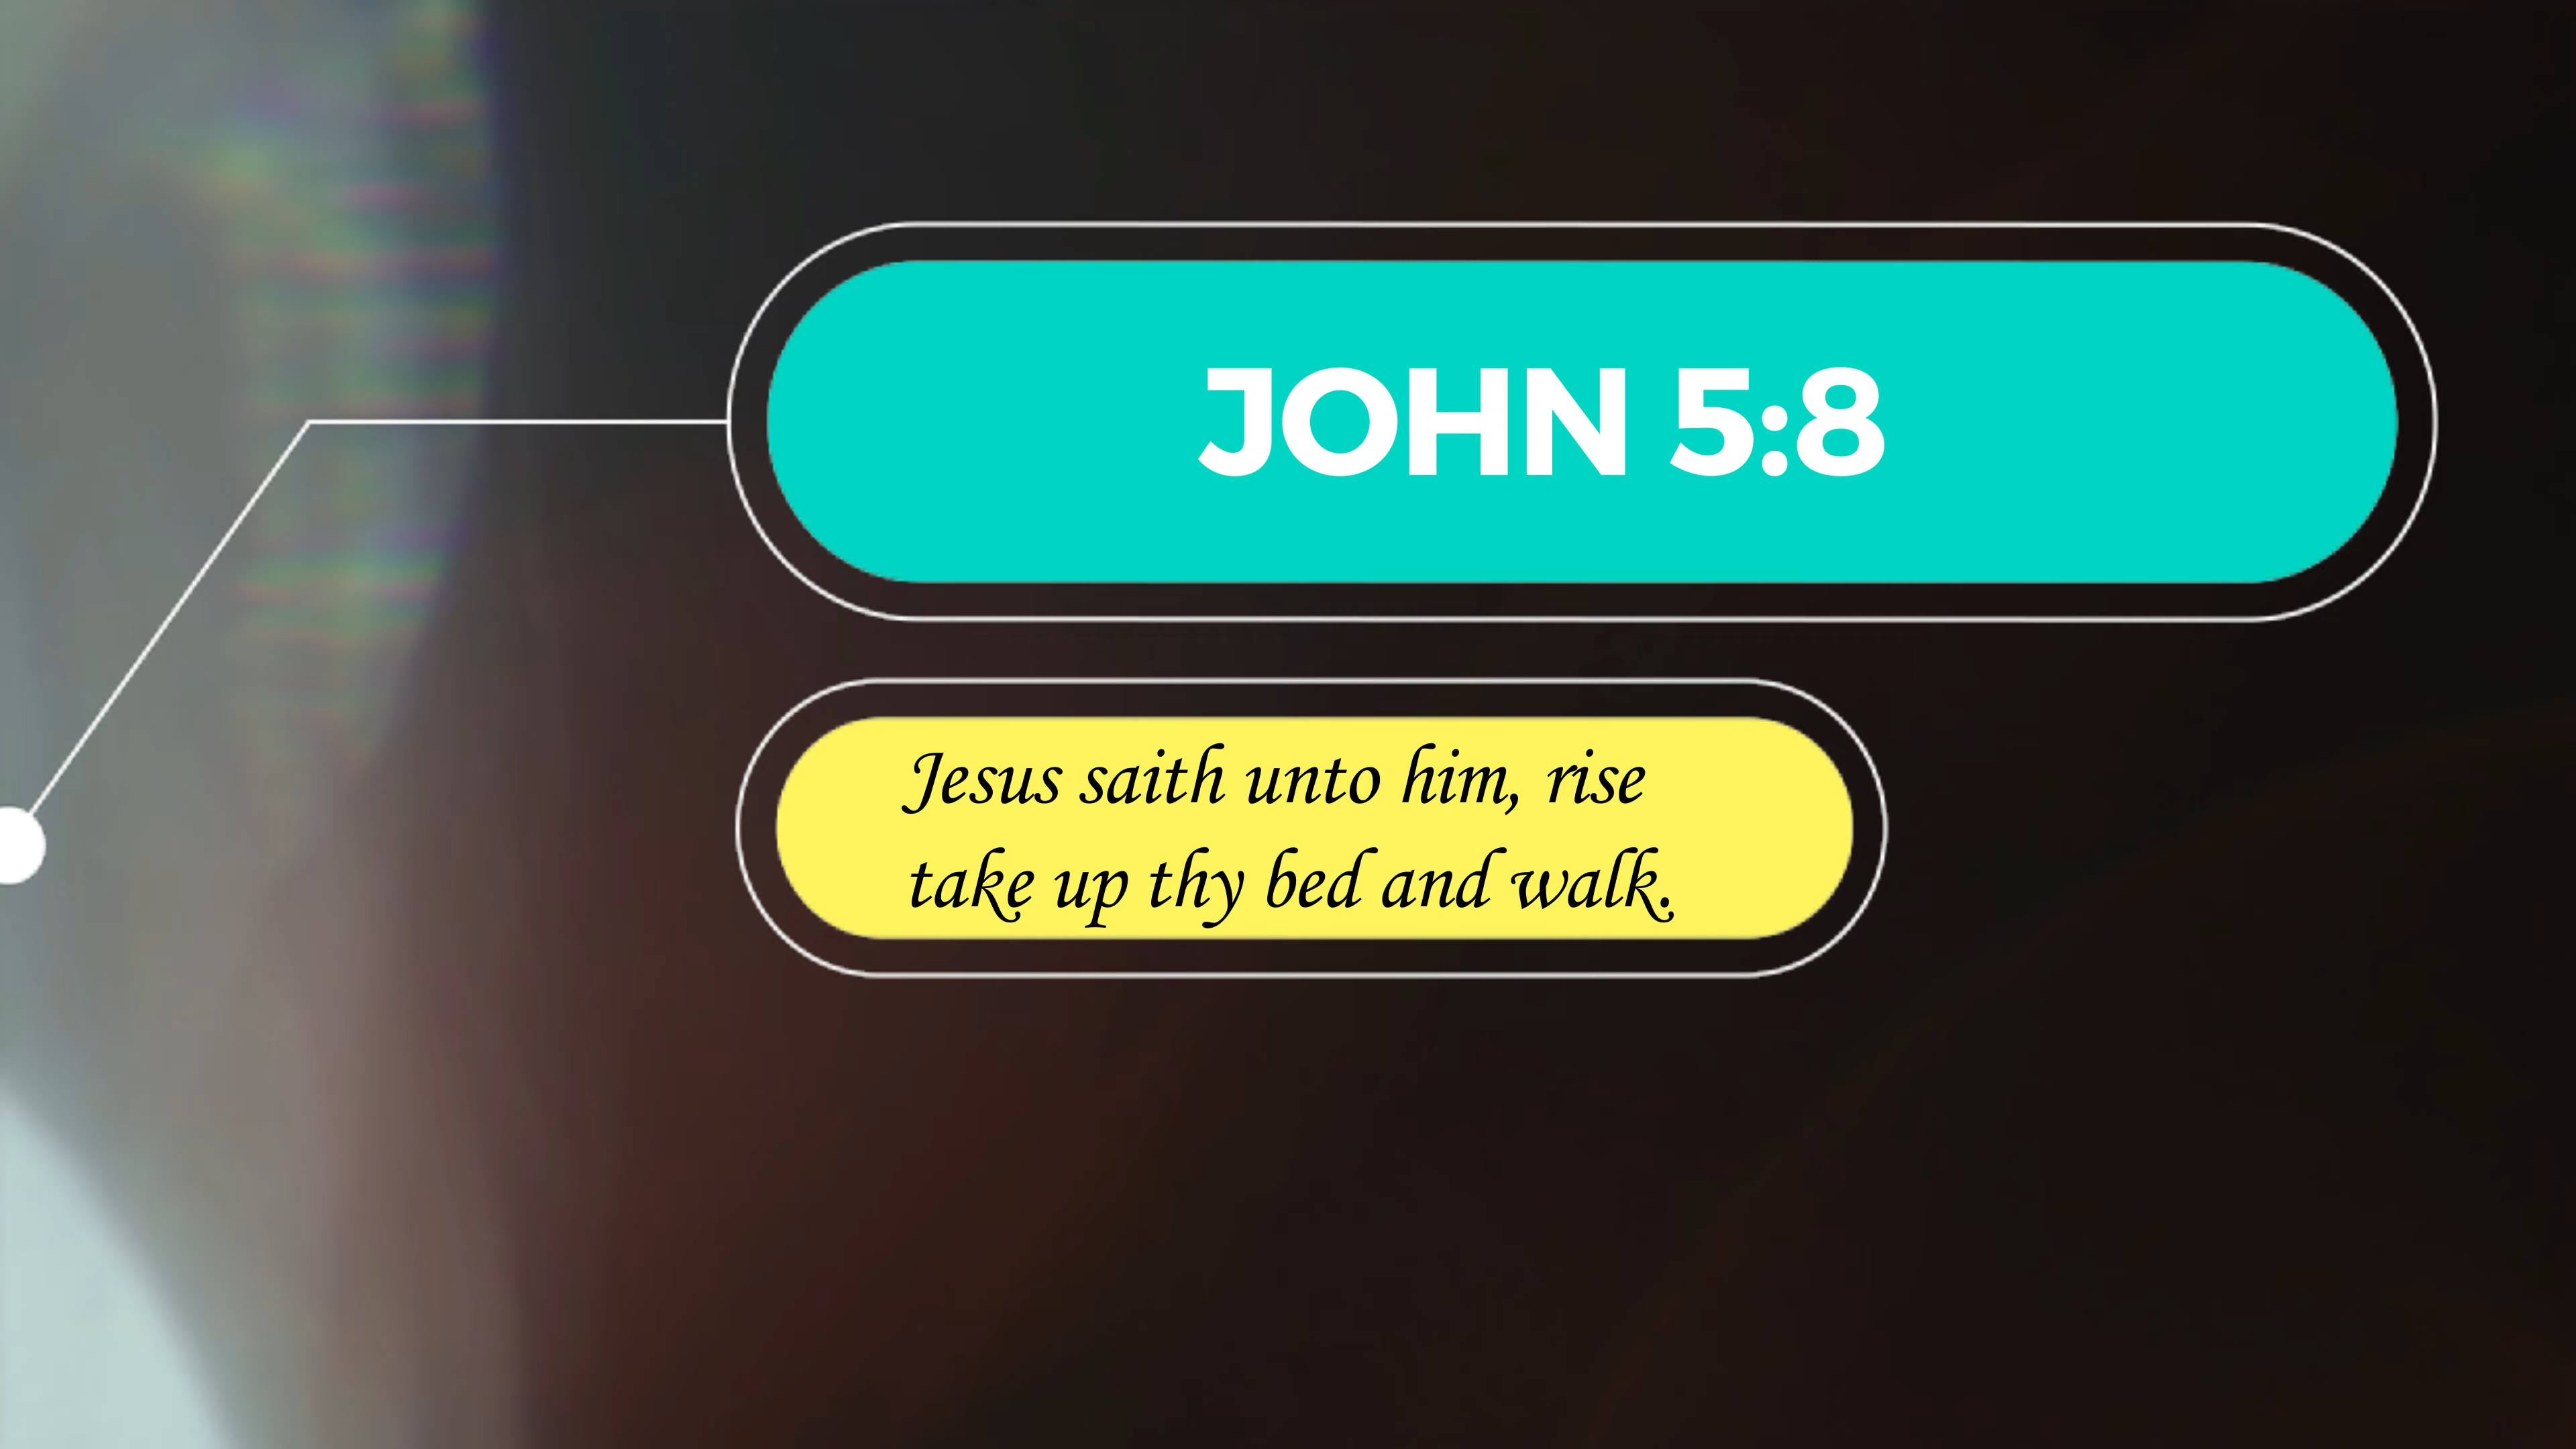 JOHN 5:8
Jesus saith unto him, rise
take up thy bed and walk.